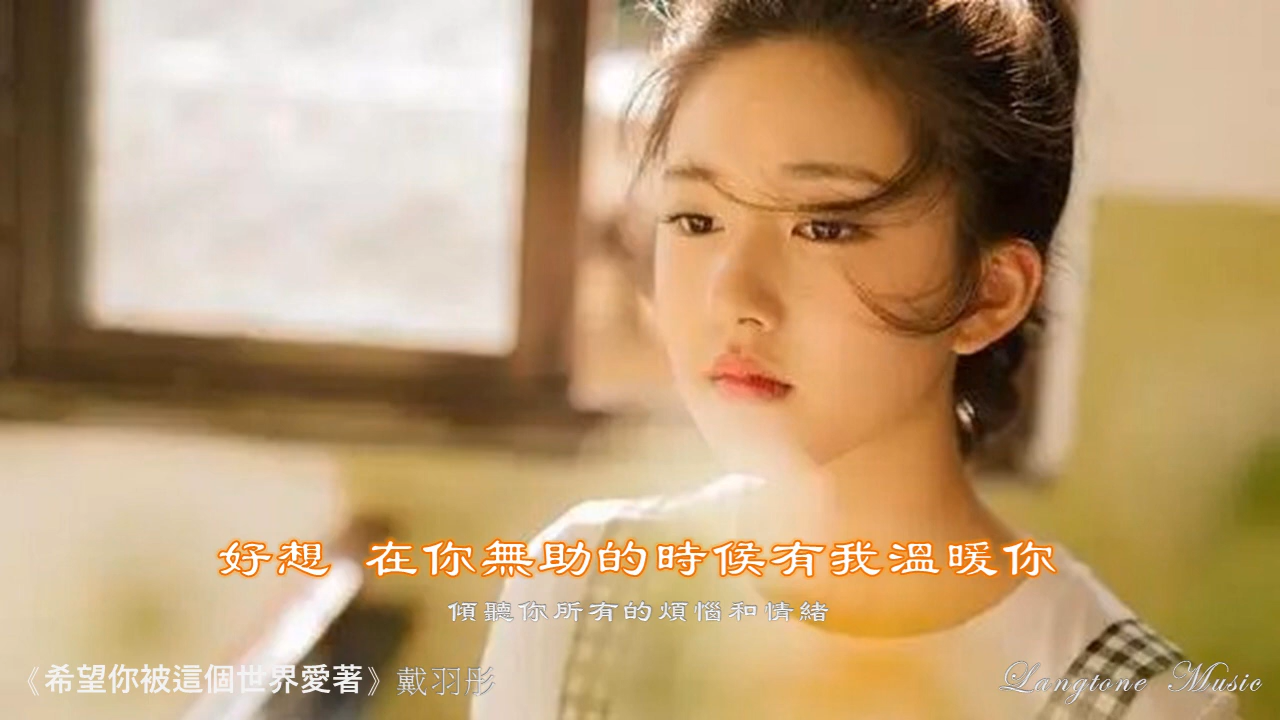 好想 在你無助的時候有我溫暖你
傾聽你所有的煩惱和情緒
《希望你被這個世界愛著》戴羽彤
Langtone Music